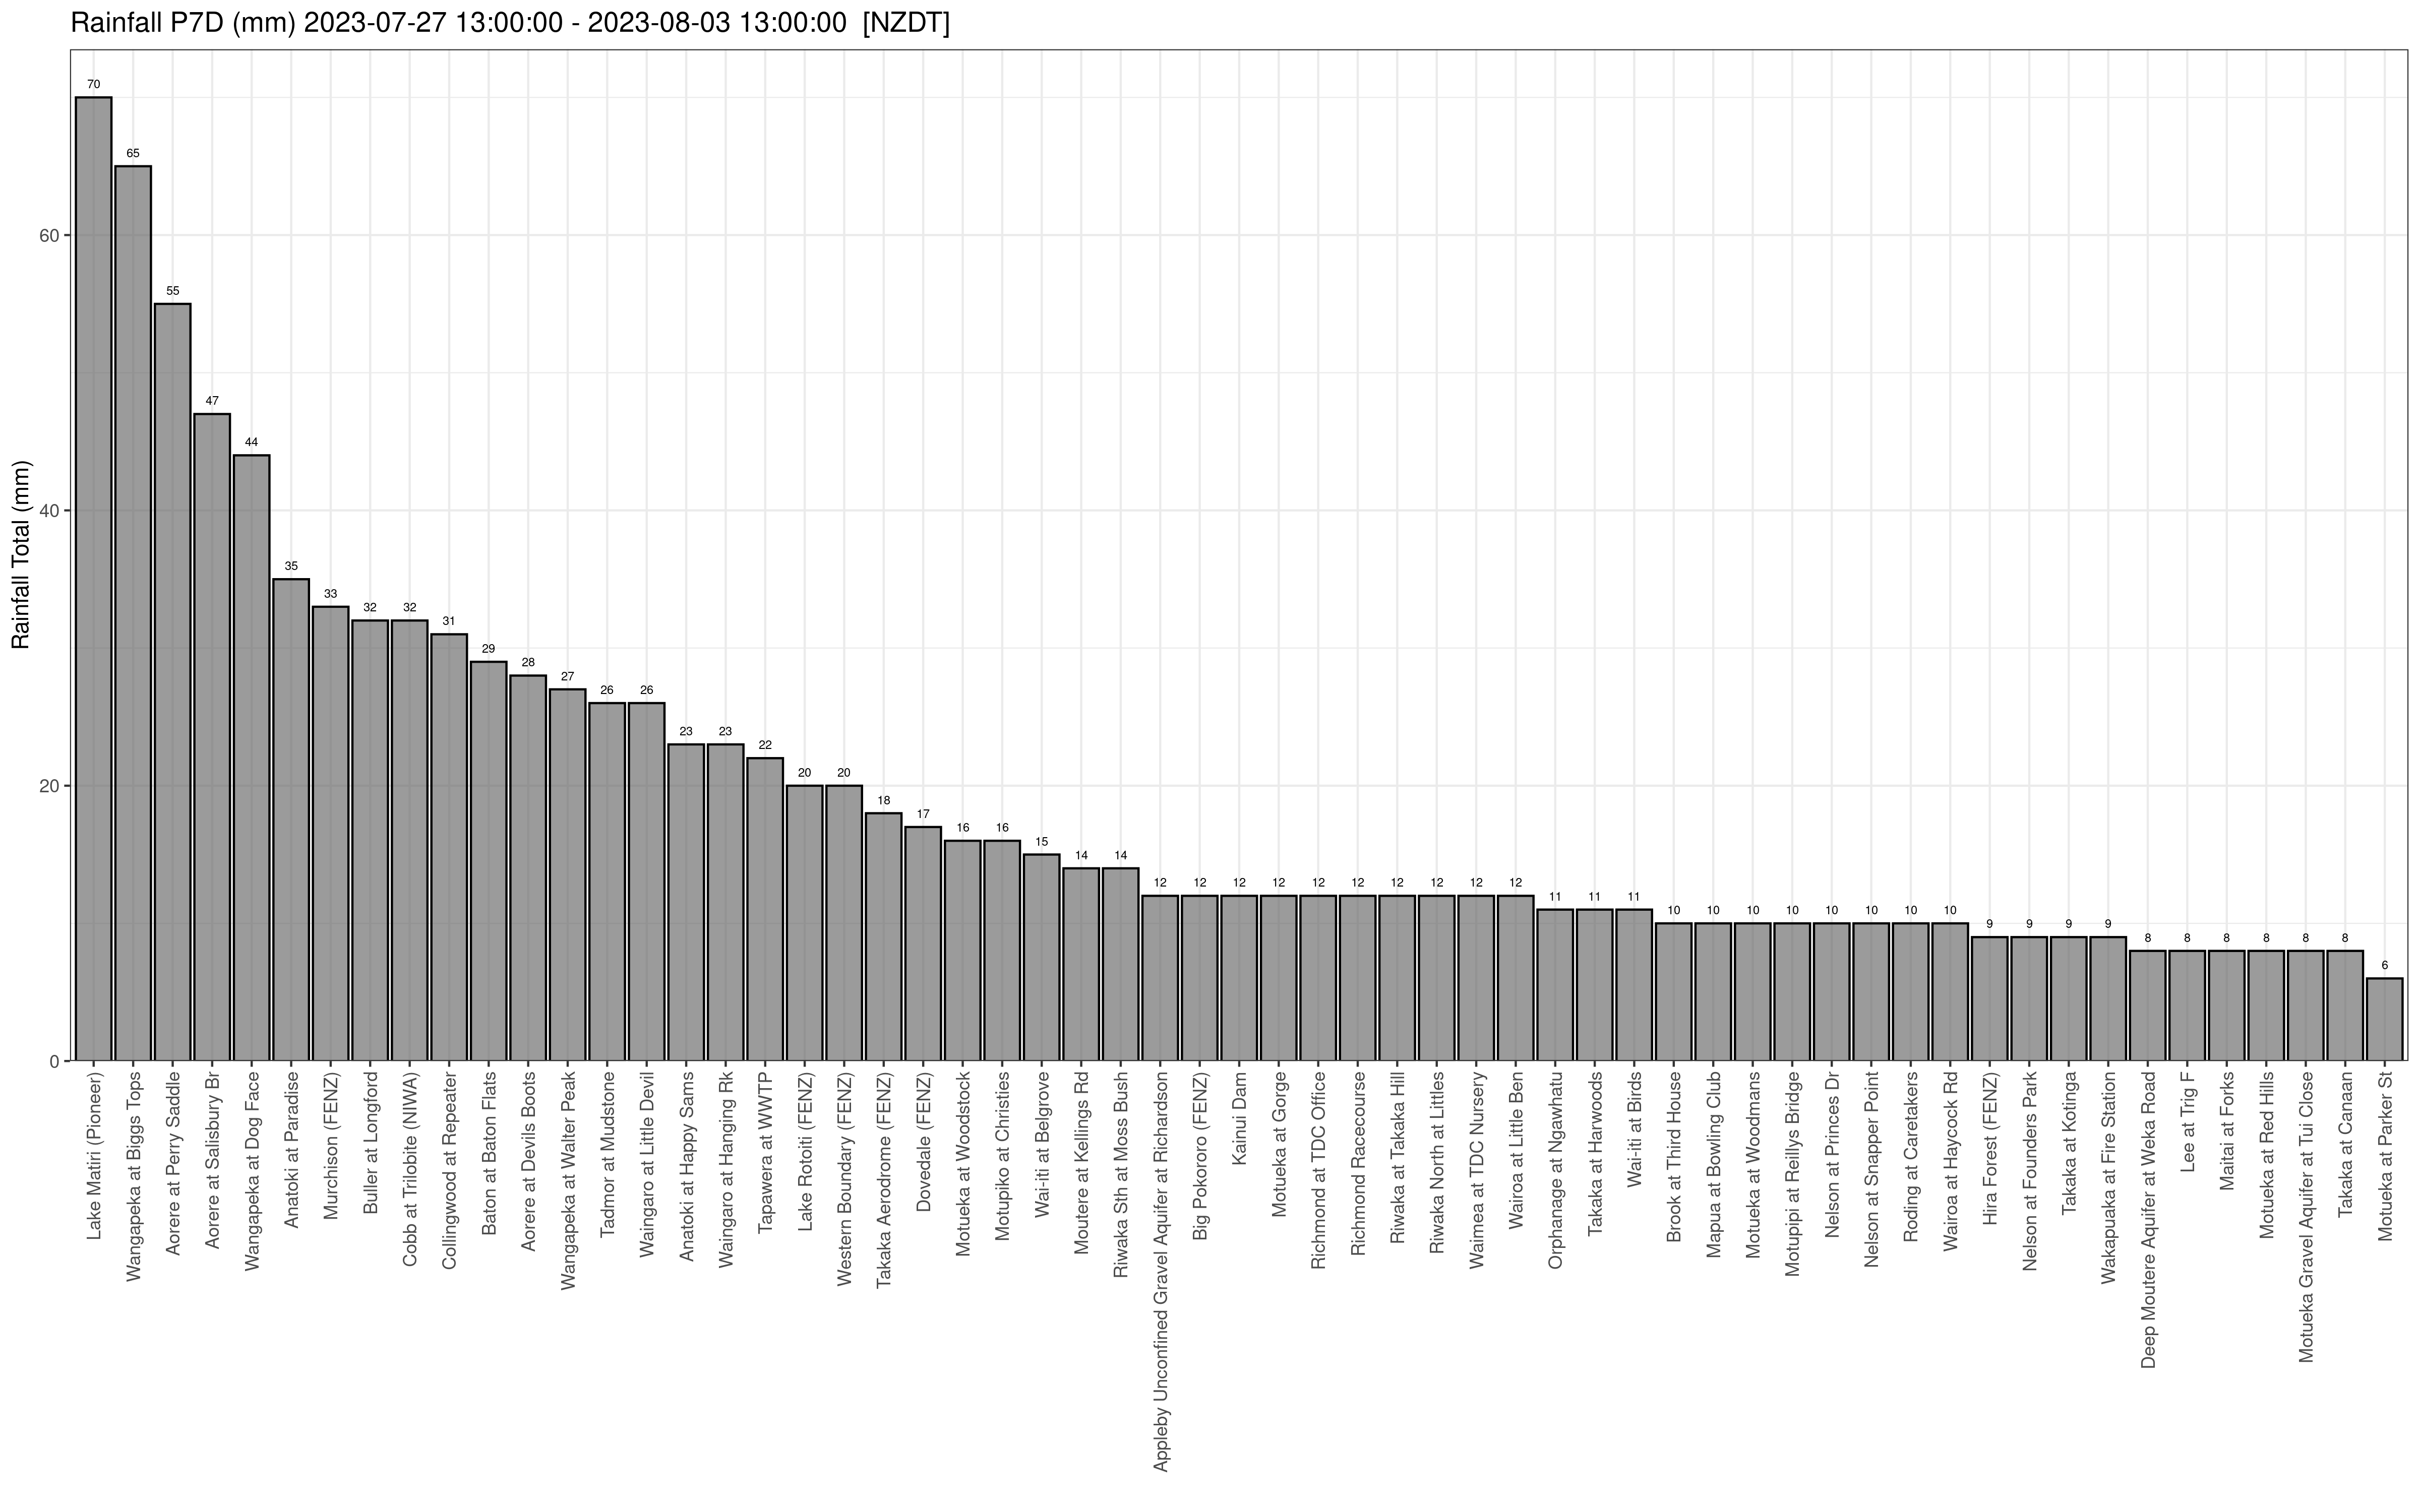 Rainfall P7D (mm) 2023-07-27 13:00:00 - 2023-08-03 13:00:00 [NZDT]
Rainfall Total (mm)
60
40
20
0
70
65
55
47
44
35
33
32
32
31
29
28
27
26
26
23
23
22
20
20
18
17
16
16
15
14
14
12
12
12
12
12
12
12
12
12
12
11
11
11
10
10
10
10
10
10
10
10
9
9
9
9
8
8
8
8
8
8
6
Lake Matiri (Pioneer)
Wangapeka at Biggs Tops
Aorere at Perry Saddle
Aorere at Salisbury Br
Wangapeka at Dog Face
Anatoki at Paradise
Murchison (FENZ)
Buller at Longford
Cobb at Trilobite (NIWA)
Collingwood at Repeater
Baton at Baton Flats
Aorere at Devils Boots
Wangapeka at Walter Peak
Tadmor at Mudstone
Waingaro at Little Devil
Anatoki at Happy Sams
Waingaro at Hanging Rk
Tapawera at WWTP
Lake Rotoiti (FENZ)
Western Boundary (FENZ)
Takaka Aerodrome (FENZ)
Dovedale (FENZ)
Motueka at Woodstock
Motupiko at Christies
Wai-iti at Belgrove
Moutere at Kellings Rd
Riwaka Sth at Moss Bush
Appleby Unconfined Gravel Aquifer at Richardson
Big Pokororo (FENZ)
Kainui Dam
Motueka at Gorge
Richmond at TDC Office
Richmond Racecourse
Riwaka at Takaka Hill
Riwaka North at Littles
Waimea at TDC Nursery
Wairoa at Little Ben
Orphanage at Ngawhatu
Takaka at Harwoods
Wai-iti at Birds
Brook at Third House
Mapua at Bowling Club
Motueka at Woodmans
Motupipi at Reillys Bridge
Nelson at Princes Dr
Nelson at Snapper Point
Roding at Caretakers
Wairoa at Haycock Rd
Hira Forest (FENZ)
Nelson at Founders Park
Takaka at Kotinga
Wakapuaka at Fire Station
Deep Moutere Aquifer at Weka Road
Lee at Trig F
Maitai at Forks
Motueka at Red Hills
Motueka Gravel Aquifer at Tui Close
Takaka at Canaan
Motueka at Parker St